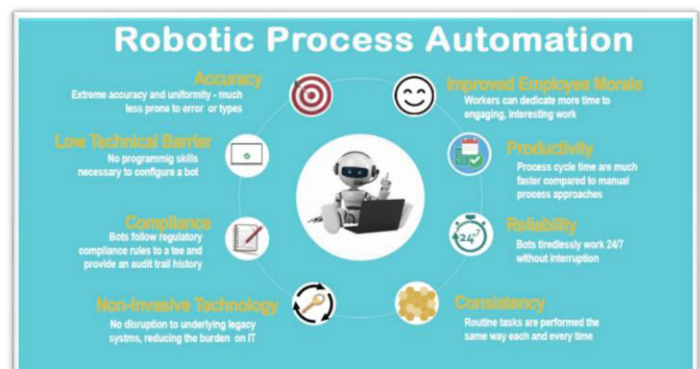 Robotic Process Automation
Accuracy
Extreme accuracy and uniformity - much
less prone to error or types
Low Technical Barrier
No programmig skills
necessary to configure a bot
Compliance
Bots follow regulatory
compliance rules to a tee and
provide an audit trail history
Non-Invasive Technology
No disruption to underlying legacy
systms, reducing the burden on IT
Improved Employee Morale
Workers can dedicate more time to
engaging, interesting work
Productivity
Process cycle time are much
faster compared to manual
process approaches
24/7
Reliability
Bots tiredlessly work 24/7
without interruption
Consistency
Routine tasks are performed the
same way each and every time